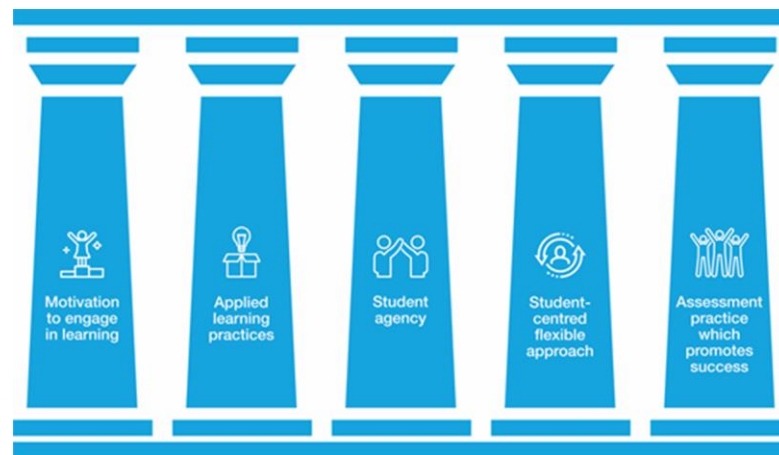 Motivation
to engage
in learning
Applied
learning
practices
Student
agency
Student-
centred
flexible
approach
Assessment
practice
which
promotes
success